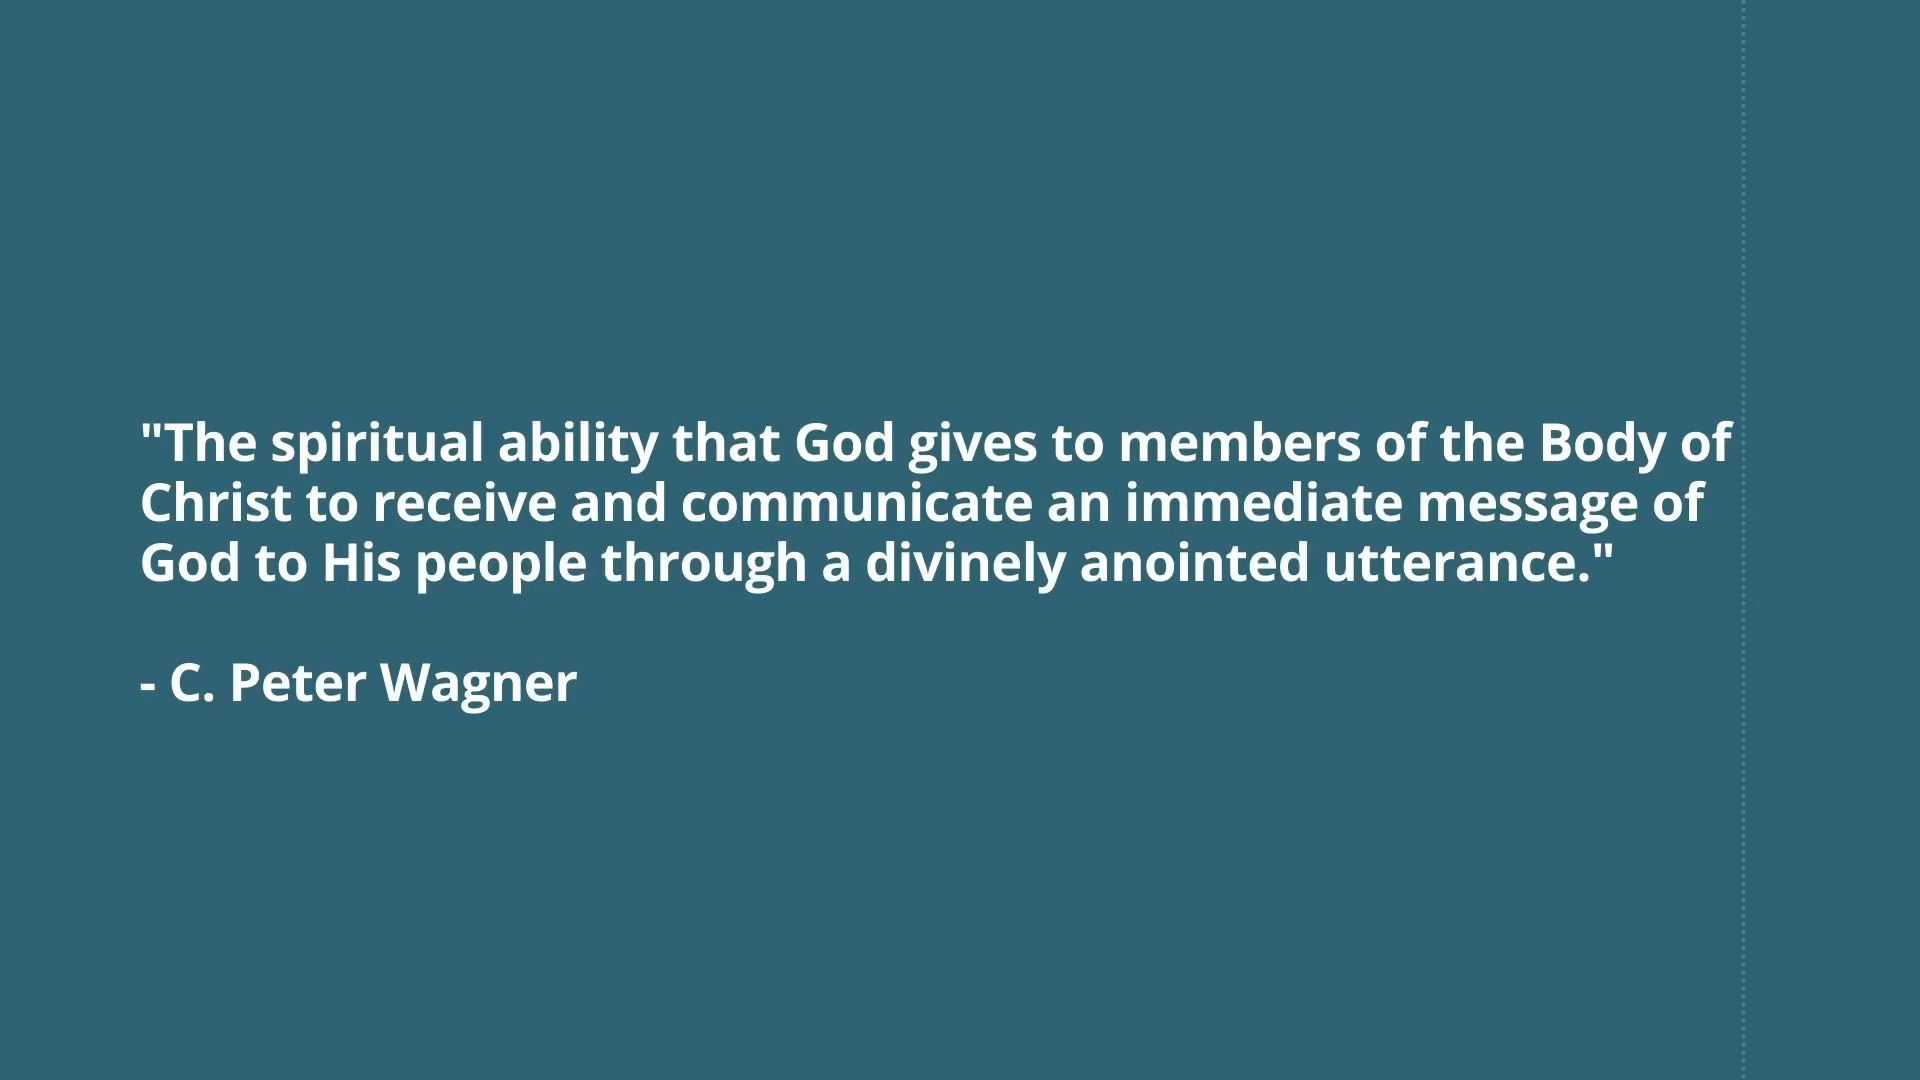 "The spiritual ability that God gives to members of the Body of
Christ to receive and communicate an immediate message of
God to His people through a divinely anointed utterance."
- C. Peter Wagner